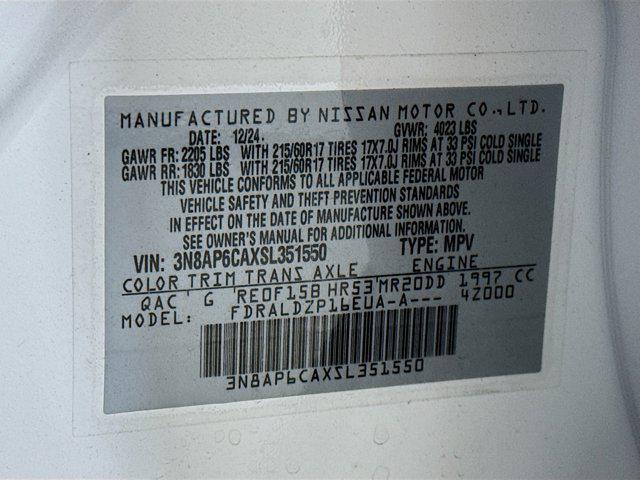 MANUFACTURED BY NISSAN MOTOR CO.,LTD.
DATE: 12/24. GVWR: 4023 LBS
GAWR FR: 2205 LBS WITH 215/60R17 TIRES 17X7.0J RIMS AT 33 PSI COLD SINGLE
GAWR RR: 1830 LBS WITH 215/60R17 TIRES 17X7.0J RIMS AT 33 PSI COLD SINGLE
THIS VEHICLE CONFORMS TO ALL APPLICABLE FEDERAL MOTOR
VEHICLE SAFETY AND THEFT PREVENTION STANDARDS
IN EFFECT ON THE DATE OF MANUFACTURE SHOWN ABOVE.
SEE OWNER'S MANUAL FOR ADDITIONAL INFORMATION.
VIN: 3N8AP6CAXSL351550 TYPE: MPV
COLOR TRIM TRANS AXLE ENGINE
QAC G RE0F15B HR53 MR20DD 1997 CC
MODEL: FDRALDZP16EUA-A--- 4Z000
3N8AP6CAXSL351550